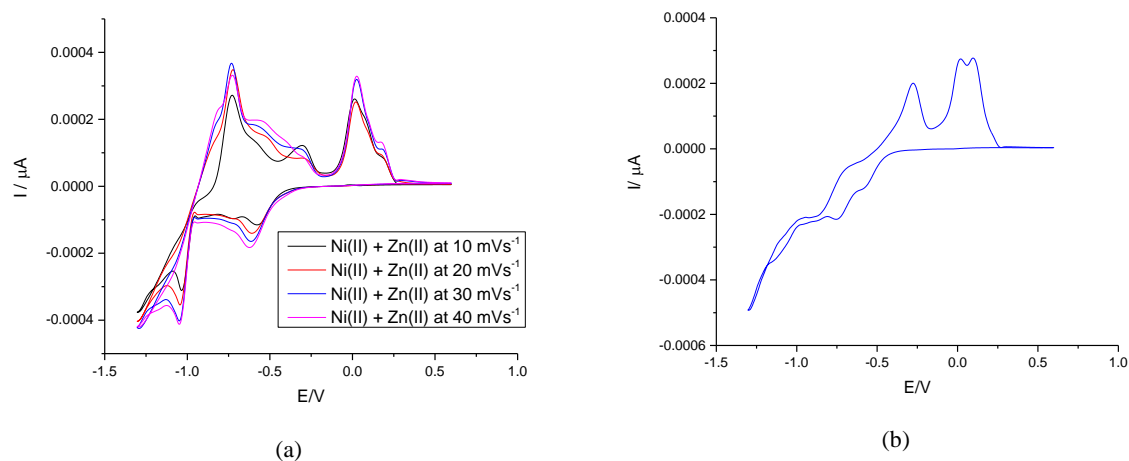 0.0004
0.0002
0.0000
-0.0002
-0.0004
I / μA
-1.5
-1.0
-0.5
0.0
0.5
1.0
E/V
Ni(II) + Zn(II) at 10 mVs⁻¹
Ni(II) + Zn(II) at 20 mVs⁻¹
Ni(II) + Zn(II) at 30 mVs⁻¹
Ni(II) + Zn(II) at 40 mVs⁻¹
(a)
0.0004
0.0002
0.0000
-0.0002
-0.0004
-0.0006
I/ μA
-1.5
-1.0
-0.5
0.0
0.5
1.0
E/V
(b)